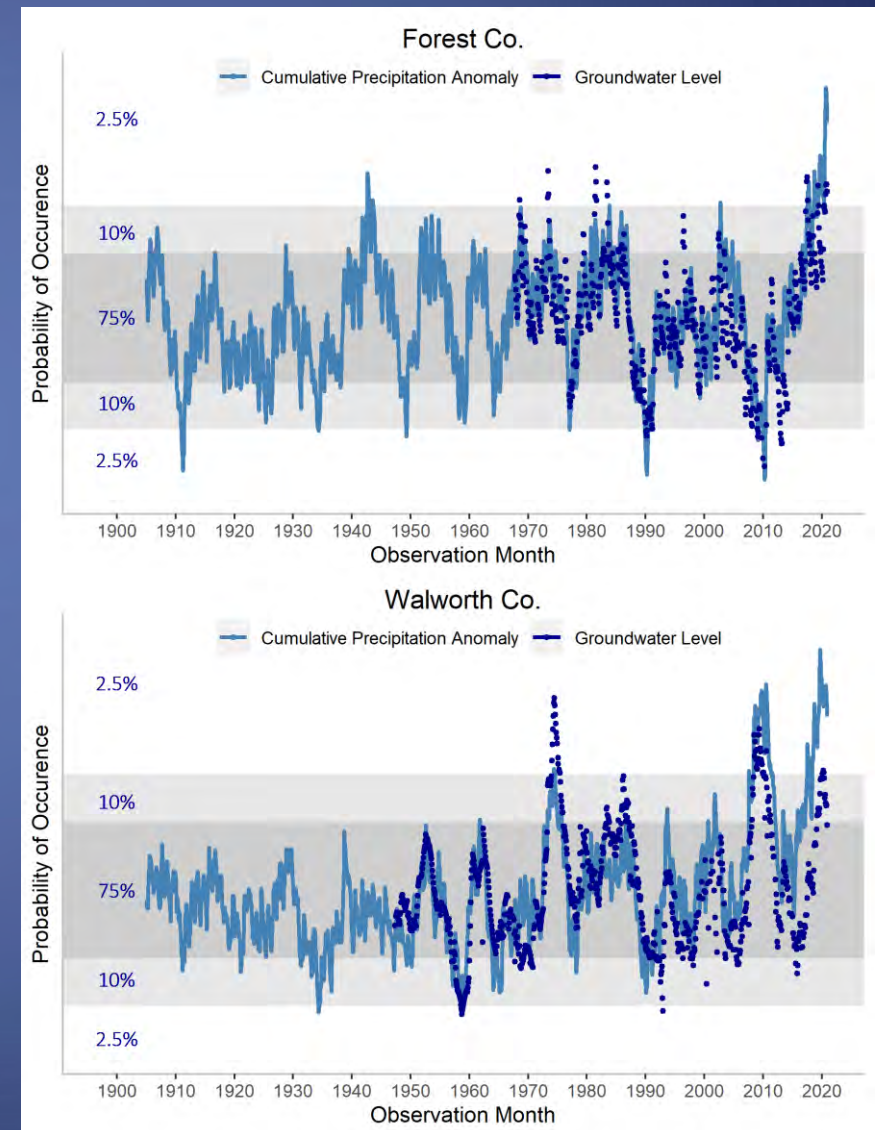 Forest Co.
Cumulative Precipitation Anomaly Groundwater Level
Probability of Occurence
2.5%
10%
75%
10%
2.5%
1900 1910 1920 1930 1940 1950 1960 1970 1980 1990 2000 2010 2020
Observation Month
Walworth Co.
Cumulative Precipitation Anomaly Groundwater Level
Probability of Occurence
2.5%
10%
75%
10%
2.5%
1900 1910 1920 1930 1940 1950 1960 1970 1980 1990 2000 2010 2020
Observation Month